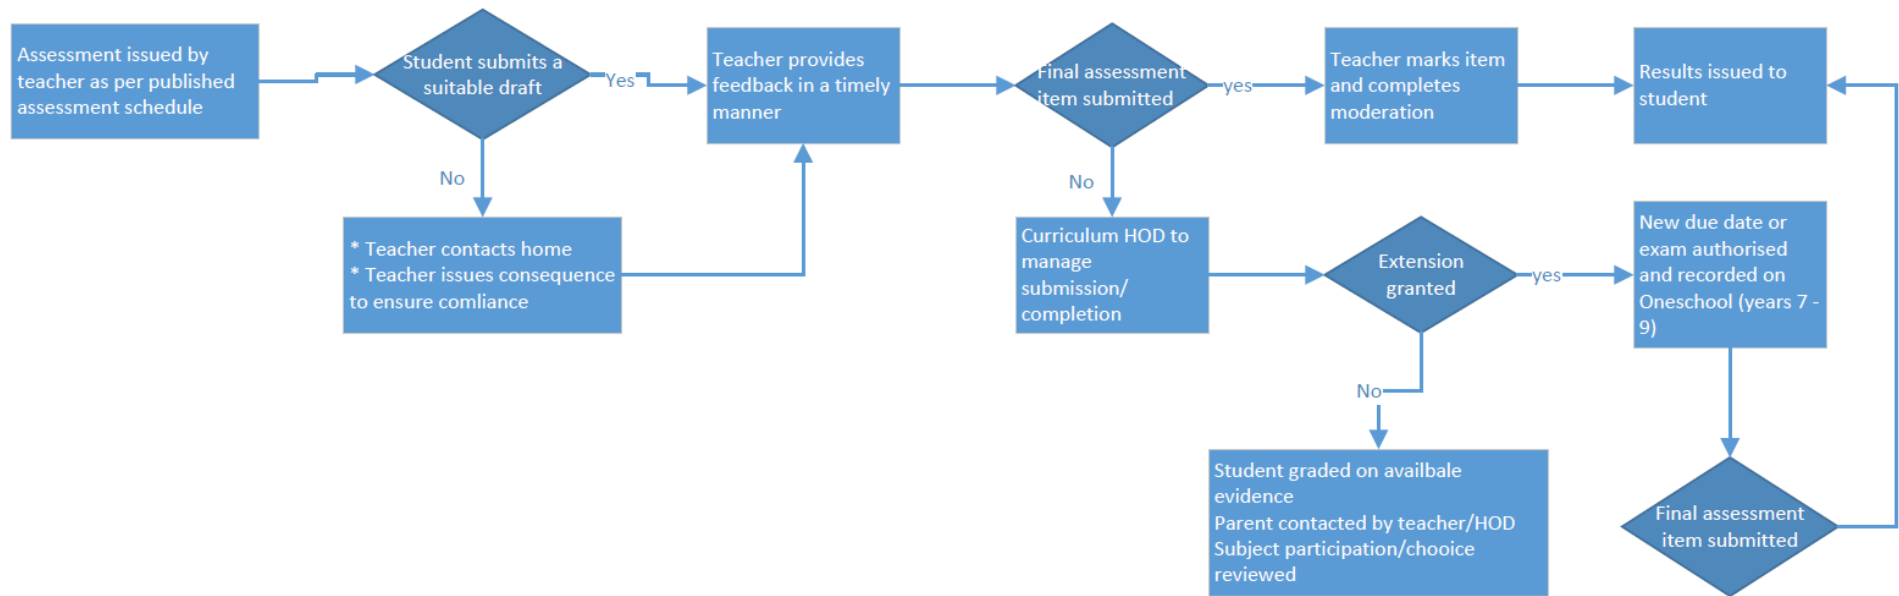 Assessment issued by
teacher as per published
assessment schedule
Student submits a
suitable draft
Yes
No
* Teacher contacts home
* Teacher issues consequence
to ensure comliance
Teacher provides
feedback in a timely
manner
Final assessment
item submitted
yes
No
Teacher marks item
and completes
moderation
Results issued to
student
Curriculum HOD to
manage
submission/
completion
Extension
granted
yes
No
New due date or
exam authorised
and recorded on
Oneschool (years 7 -
9)
Student graded on availbale
evidence
Parent contacted by teacher/HOD
Subject participation/chooice
reviewed
Final assessment
item submitted